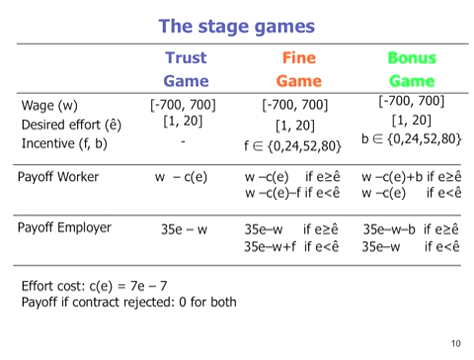 The stage games
Trust Game
Fine Game
Bonus Game
Wage (w) [-700, 700] [-700, 700] [-700, 700]
Desired effort (ê) [1, 20] [1, 20] [1, 20]
Incentive (f, b) - f ∈ {0,24,52,80} b ∈ {0,24,52,80}
Payoff Worker w – c(e) w –c(e) if e≥ê w –c(e)+b if e≥ê
w –c(e)–f if e<ê w –c(e) if e<ê
Payoff Employer 35e – w 35e–w if e≥ê 35e–w–b if e≥ê
35e–w+f if e<ê 35e–w if e<ê
Effort cost: c(e) = 7e – 7
Payoff if contract rejected: 0 for both
10